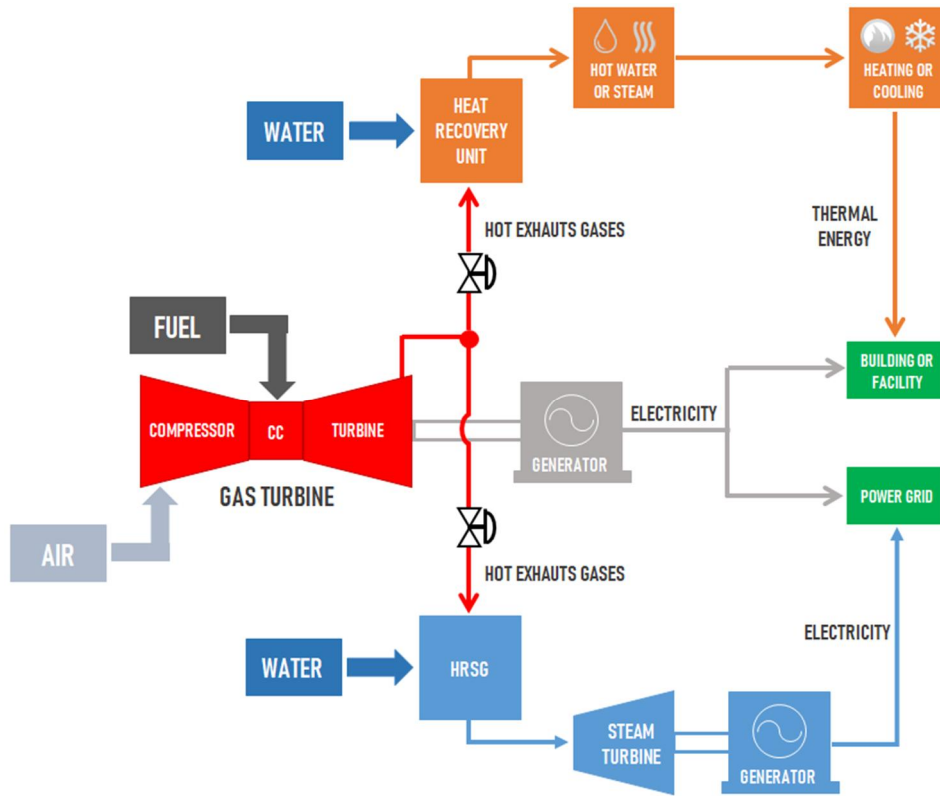 HOT WATER
OR STEAM
HEATING OR
COOLING
HEAT
RECOVERY
UNIT
WATER
THERMAL
ENERGY
HOT EXHAUTS GASES
FUEL
BUILDING OR
FACILITY
COMPRESSOR
CC
TURBINE
ELECTRICITY
GENERATOR
GAS TURBINE
POWER GRID
AIR
HOT EXHAUTS GASES
ELECTRICITY
WATER
HRSG
STEAM
TURBINE
GENERATOR